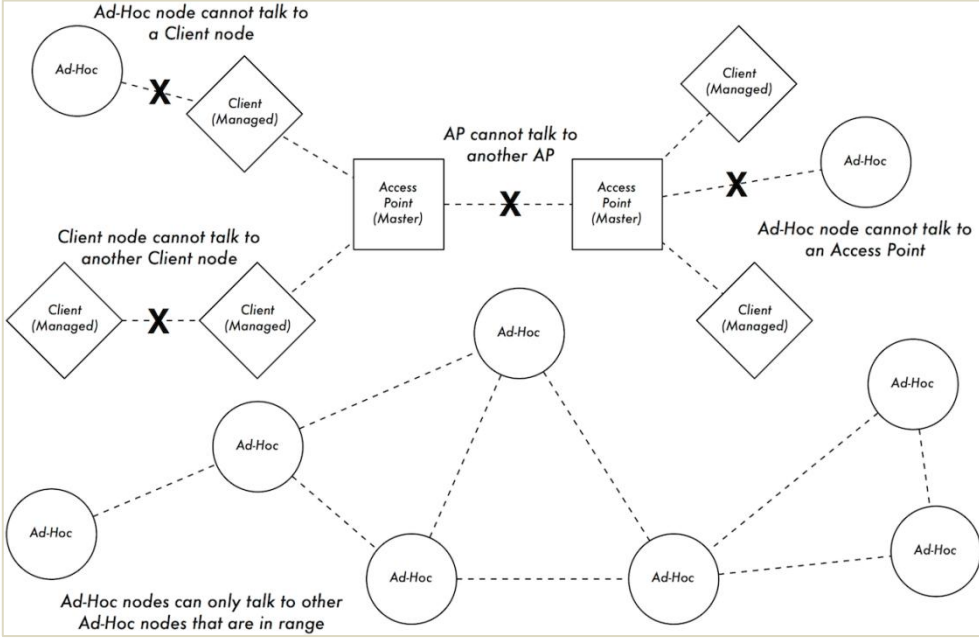 Ad-Hoc node cannot talk to
a Client node
Ad-Hoc
X
Client
(Managed)
Client
(Managed)
AP cannot talk to
another AP
Access
Point
(Master)
X
Access
Point
(Master)
X
Ad-Hoc
Ad-Hoc node cannot talk to
an Access Point
Client node cannot talk to
another Client node
Client
(Managed)
X
Client
(Managed)
Client
(Managed)
Ad-Hoc
Ad-Hoc
Ad-Hoc
Ad-Hoc
Ad-Hoc
Ad-Hoc
Ad-Hoc
Ad-Hoc nodes can only talk to other
Ad-Hoc nodes that are in range